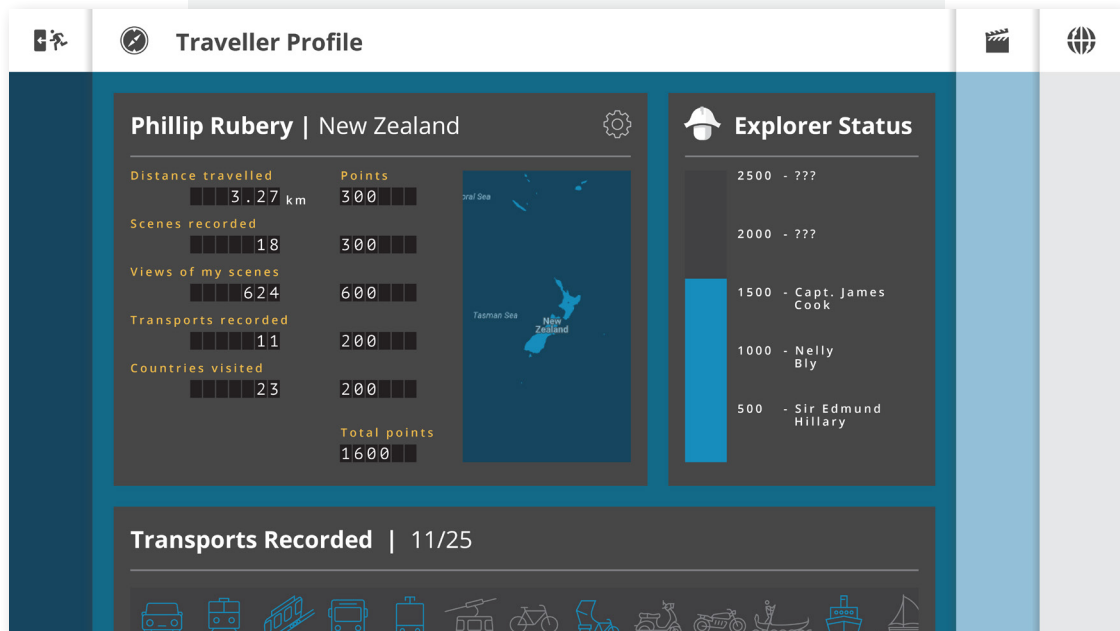 Traveller Profile
Phillip Rubery | New Zealand
Distance travelled
3.27 km
Points
300
Scenes recorded
18
300
Views of my scenes
624
600
Transports recorded
11
200
Countries visited
23
200
Total points
1600
oral Sea
Tasman Sea
New
Zealand
Explorer Status
2500 - ???
2000 - ???
1500 - Capt. James
Cook
1000 - Nelly
Bly
500 - Sir Edmund
Hillary
Transports Recorded | 11/25